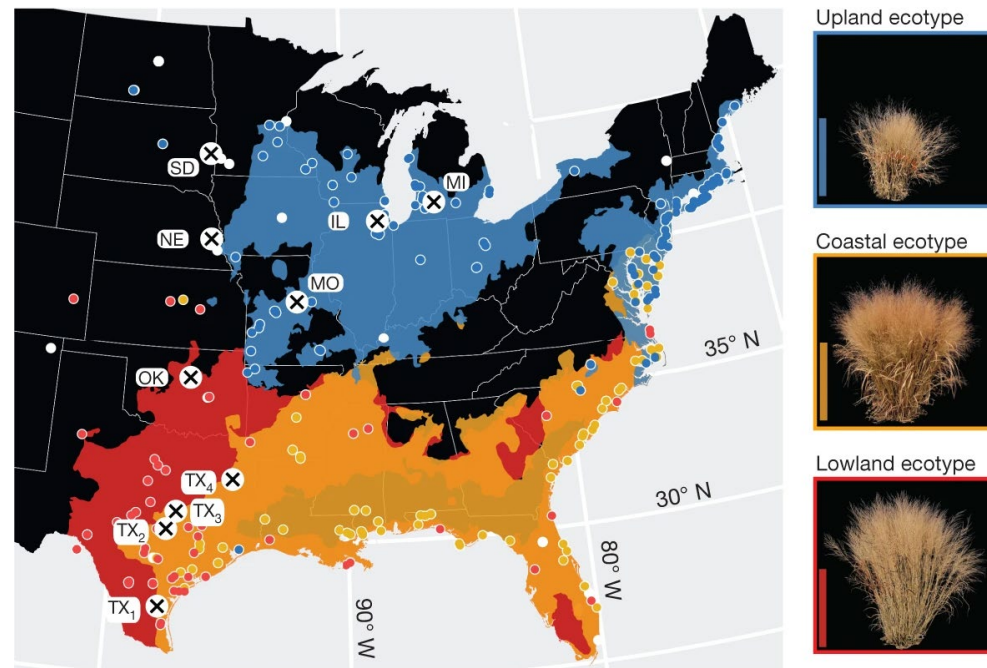 Upland ecotype
SD
MI
IL
NE
MO
Coastal ecotype
35° N
OK
Lowland ecotype
TX4
30° N
TX3
TX2
80° W
TX1
90° W